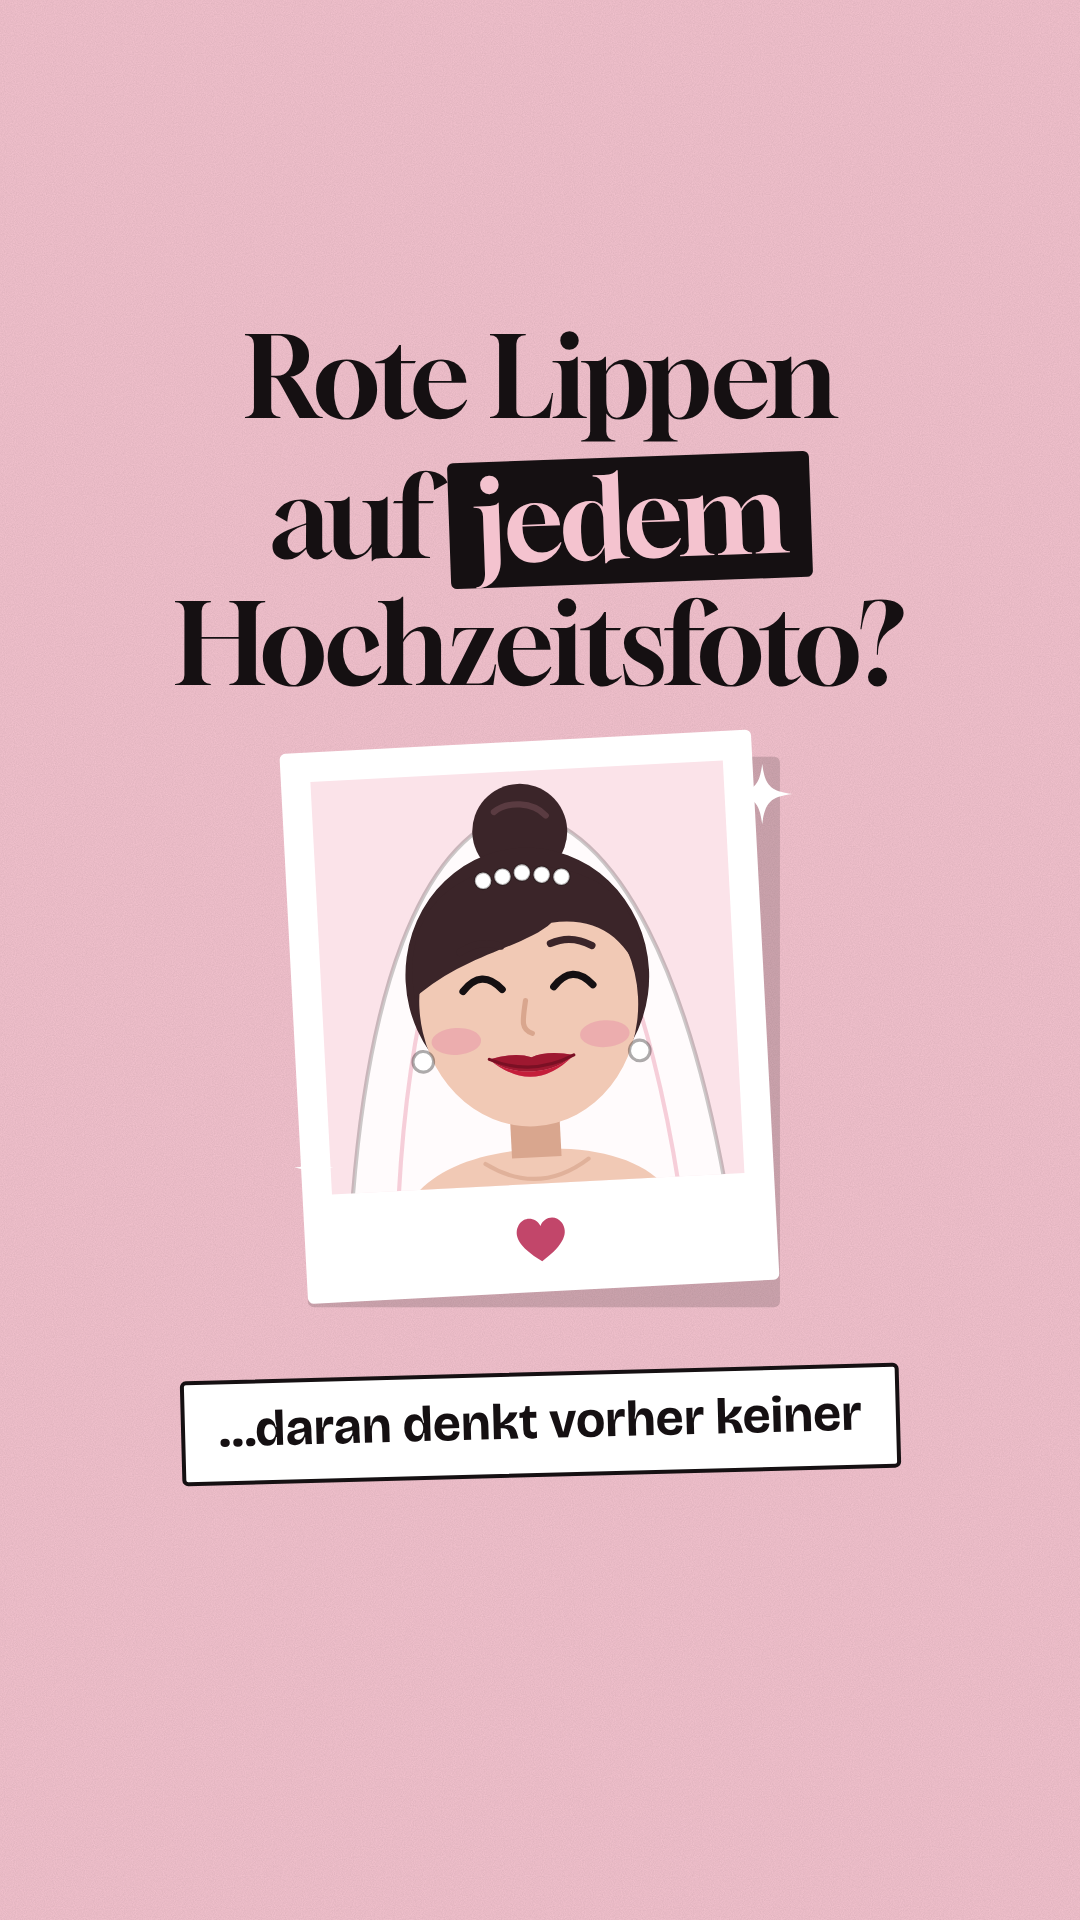 Rote Lippen
auf jedem
Hochzeitsfoto?
...daran denkt vorher keiner